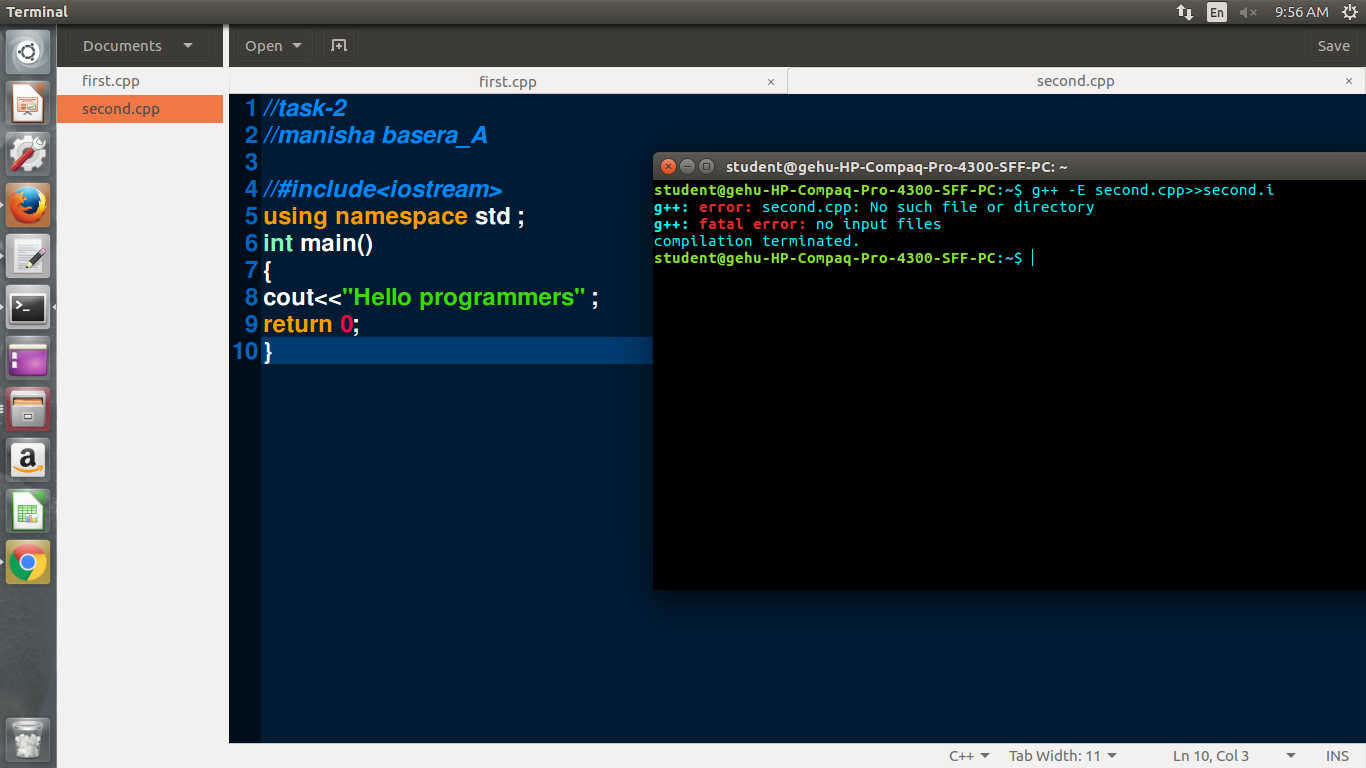 Terminal
En
9:56 AM
Documents
Open
Save
first.cpp
second.cpp
first.cpp ×
second.cpp ×
1 //task-2
2 //manisha basera_A
3
4 //#include<iostream>
5 using namespace std ;
6 int main()
7 {
8 cout<<"Hello programmers" ;
9 return 0;
10 }
student@gehu-HP-Compaq-Pro-4300-SFF-PC: ~
student@gehu-HP-Compaq-Pro-4300-SFF-PC:~$ g++ -E second.cpp>>second.i
g++: error: second.cpp: No such file or directory
g++: fatal error: no input files
compilation terminated.
student@gehu-HP-Compaq-Pro-4300-SFF-PC:~$
a
C++
Tab Width: 11
Ln 10, Col 3
INS